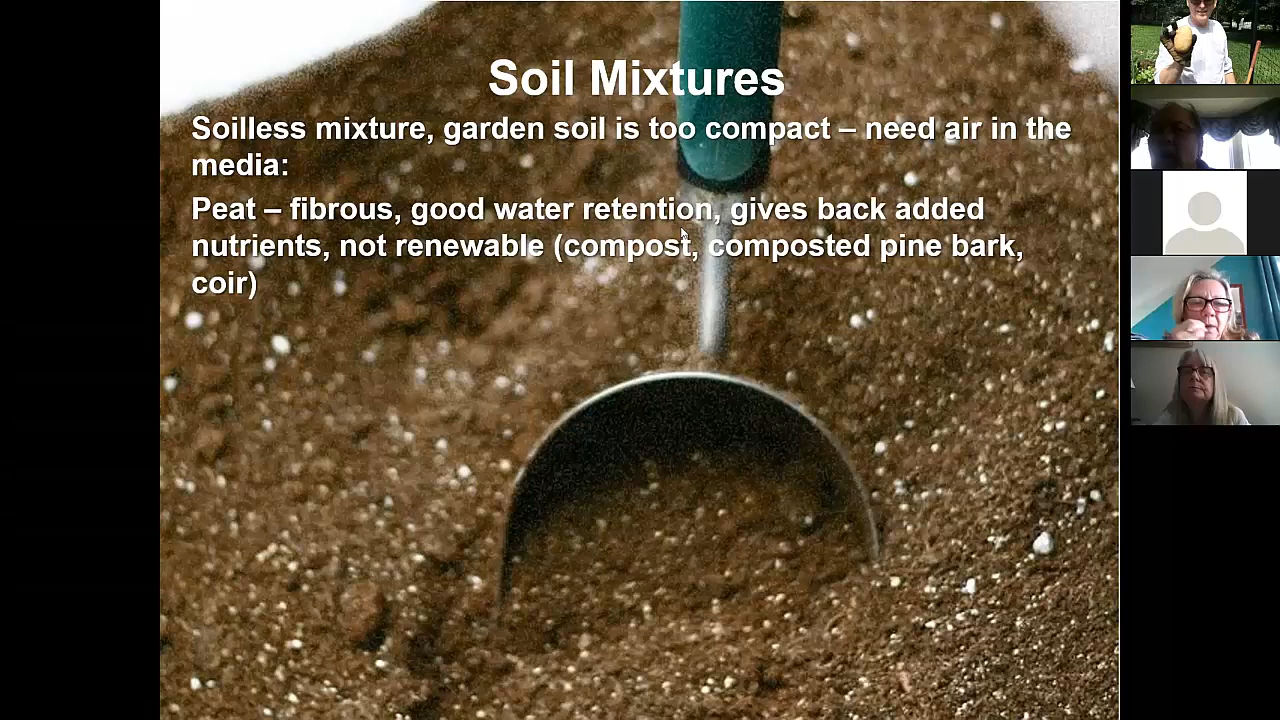 Soil Mixtures
Soilless mixture, garden soil is too compact – need air in the
media:
Peat – fibrous, good water retention, gives back added
nutrients, not renewable (compost, composted pine bark,
coir)